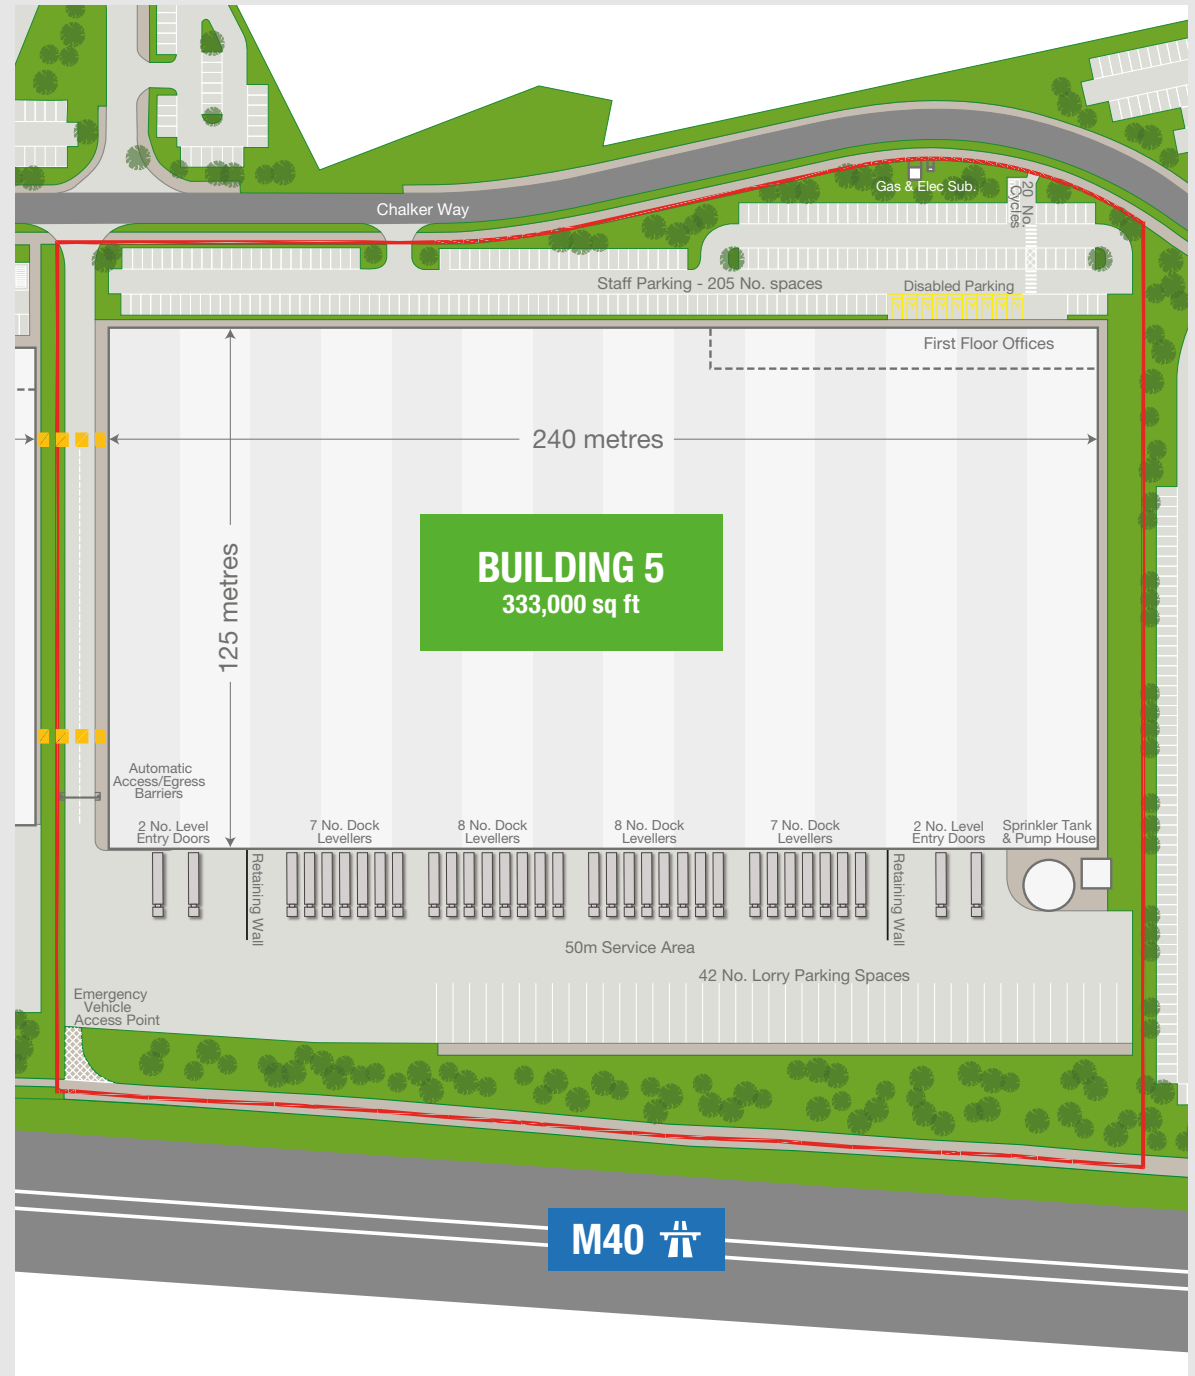 Chalker Way
Gas & Elec Sub.
20 No.
Cycles
Staff Parking - 205 No. spaces
Disabled Parking
First Floor Offices
240 metres
125 metres
BUILDING 5
333,000 sq ft
Automatic
Access/Egress
Barriers
2 No. Level
Entry Doors
7 No. Dock
Levellers
8 No. Dock
Levellers
8 No. Dock
Levellers
7 No. Dock
Levellers
2 No. Level
Entry Doors
Sprinkler Tank
& Pump House
Retaining Wall
Retaining Wall
50m Service Area
42 No. Lorry Parking Spaces
Emergency
Vehicle
Access Point
M40